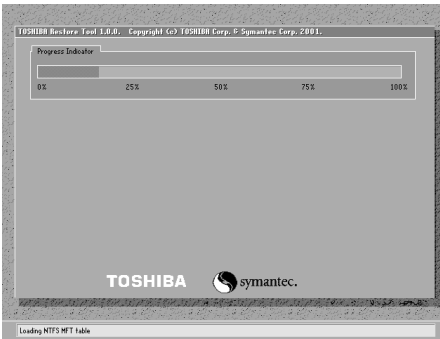 TOSHIBA Restore Tool 1.0.0. Copyright (c) TOSHIBA Corp. & Symantec Corp. 2001.
Progress Indicator
0% 25% 50% 75% 100%
TOSHIBA symantec.
Loading NTFS MFT table